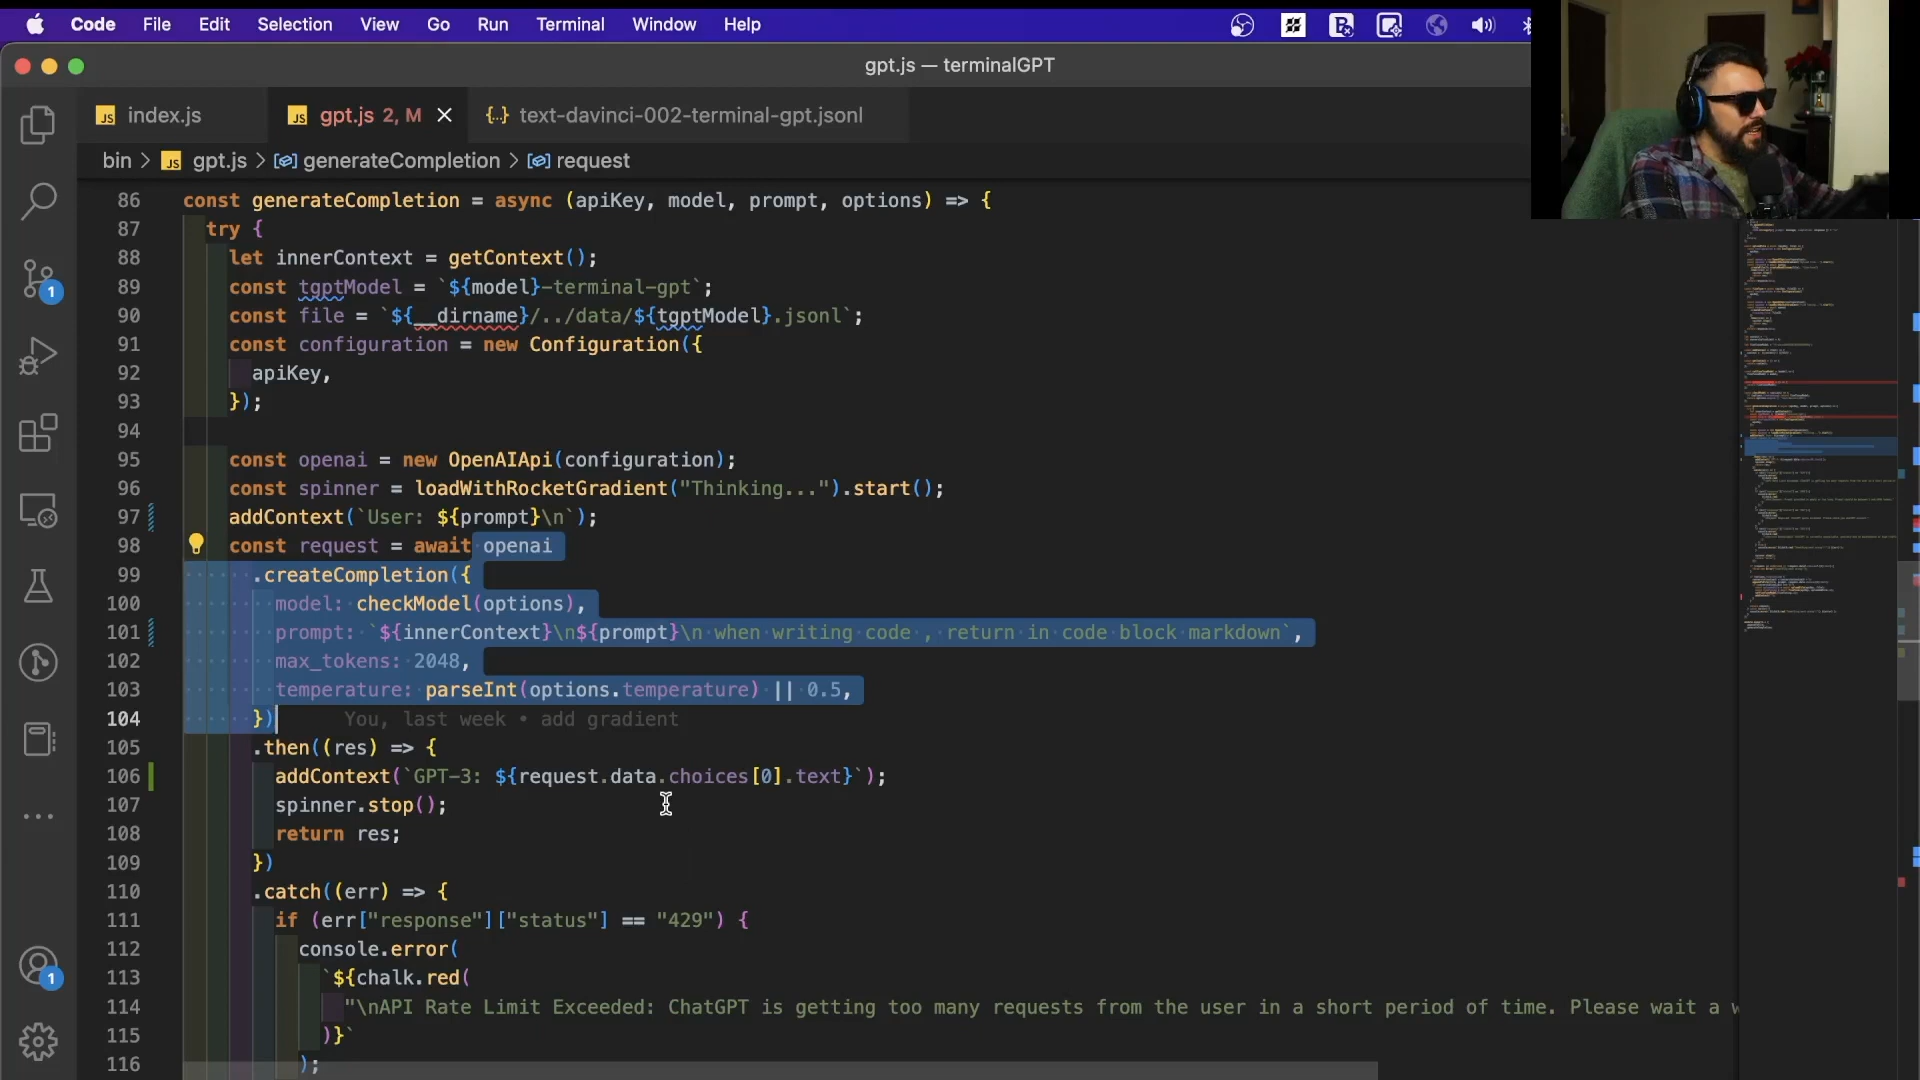 Code File Edit Selection View Go Run Terminal Window Help
gpt.js — terminalGPT
JS index.js JS gpt.js 2, M {..} text-davinci-002-terminal-gpt.jsonl
bin > JS gpt.js > generateCompletion > request
86 const generateCompletion = async (apiKey, model, prompt, options) => {
87 try {
88 let innerContext = getContext();
89 const tgptModel = `${model}-terminal-gpt`;
90 const file = `${__dirname}/../data/${tgptModel}.jsonl`;
91 const configuration = new Configuration({
92 apiKey,
93 });
94
95 const openai = new OpenAIApi(configuration);
96 const spinner = loadWithRocketGradient("Thinking...").start();
97 addContext(`User: ${prompt}\n`);
98 const request = await openai
99 .createCompletion({
100 model: checkModel(options),
101 prompt: `${innerContext}\n${prompt}\n when writing code , return in code block markdown`,
102 max_tokens: 2048,
103 temperature: parseInt(options.temperature) || 0.5,
104 }) You, last week • add gradient
105 .then((res) => {
106 addContext(`GPT-3: ${request.data.choices[0].text}`);
107 spinner.stop();
108 return res;
109 })
110 .catch((err) => {
111 if (err["response"]["status"] == "429") {
112 console.error(
113 `${chalk.red(
114 "\nAPI Rate Limit Exceeded: ChatGPT is getting too many requests from the user in a short period of time. Please wait a w
115 )}`
116 );
1
1